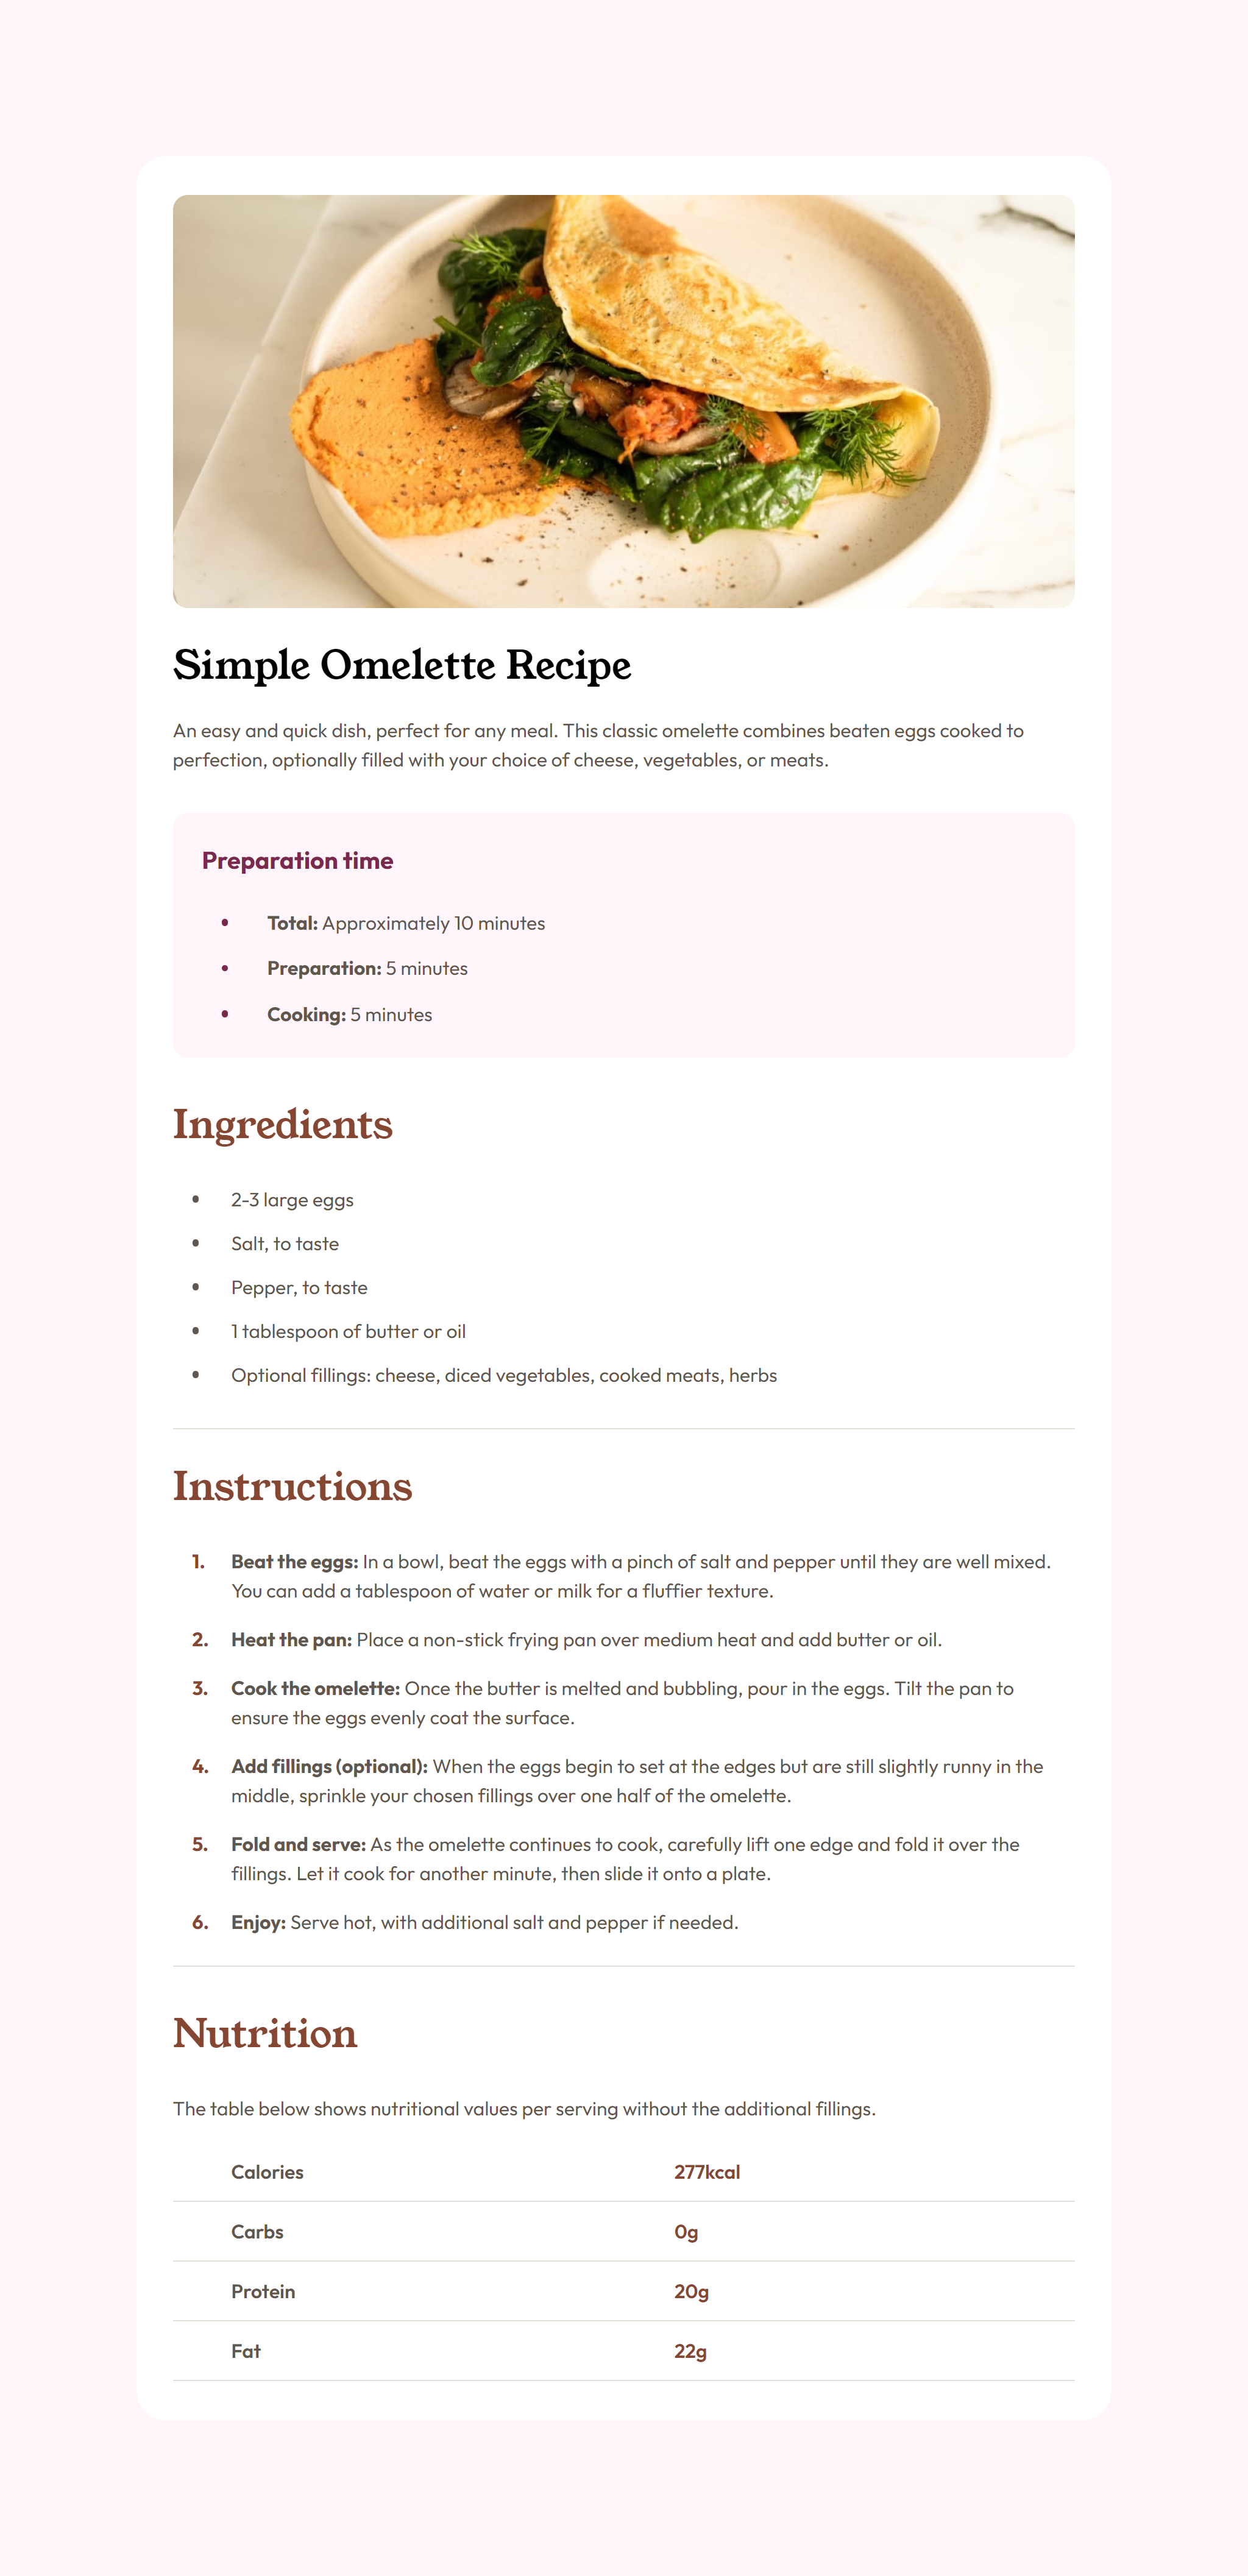 Simple Omelette Recipe
An easy and quick dish, perfect for any meal. This classic omelette combines beaten eggs cooked to
perfection, optionally filled with your choice of cheese, vegetables, or meats.
Preparation time
• Total: Approximately 10 minutes
• Preparation: 5 minutes
• Cooking: 5 minutes
Ingredients
• 2-3 large eggs
• Salt, to taste
• Pepper, to taste
• 1 tablespoon of butter or oil
• Optional fillings: cheese, diced vegetables, cooked meats, herbs
Instructions
1. Beat the eggs: In a bowl, beat the eggs with a pinch of salt and pepper until they are well mixed.
You can add a tablespoon of water or milk for a fluffier texture.
2. Heat the pan: Place a non-stick frying pan over medium heat and add butter or oil.
3. Cook the omelette: Once the butter is melted and bubbling, pour in the eggs. Tilt the pan to
ensure the eggs evenly coat the surface.
4. Add fillings (optional): When the eggs begin to set at the edges but are still slightly runny in the
middle, sprinkle your chosen fillings over one half of the omelette.
5. Fold and serve: As the omelette continues to cook, carefully lift one edge and fold it over the
fillings. Let it cook for another minute, then slide it onto a plate.
6. Enjoy: Serve hot, with additional salt and pepper if needed.
Nutrition
The table below shows nutritional values per serving without the additional fillings.
Calories 277kcal
Carbs 0g
Protein 20g
Fat 22g